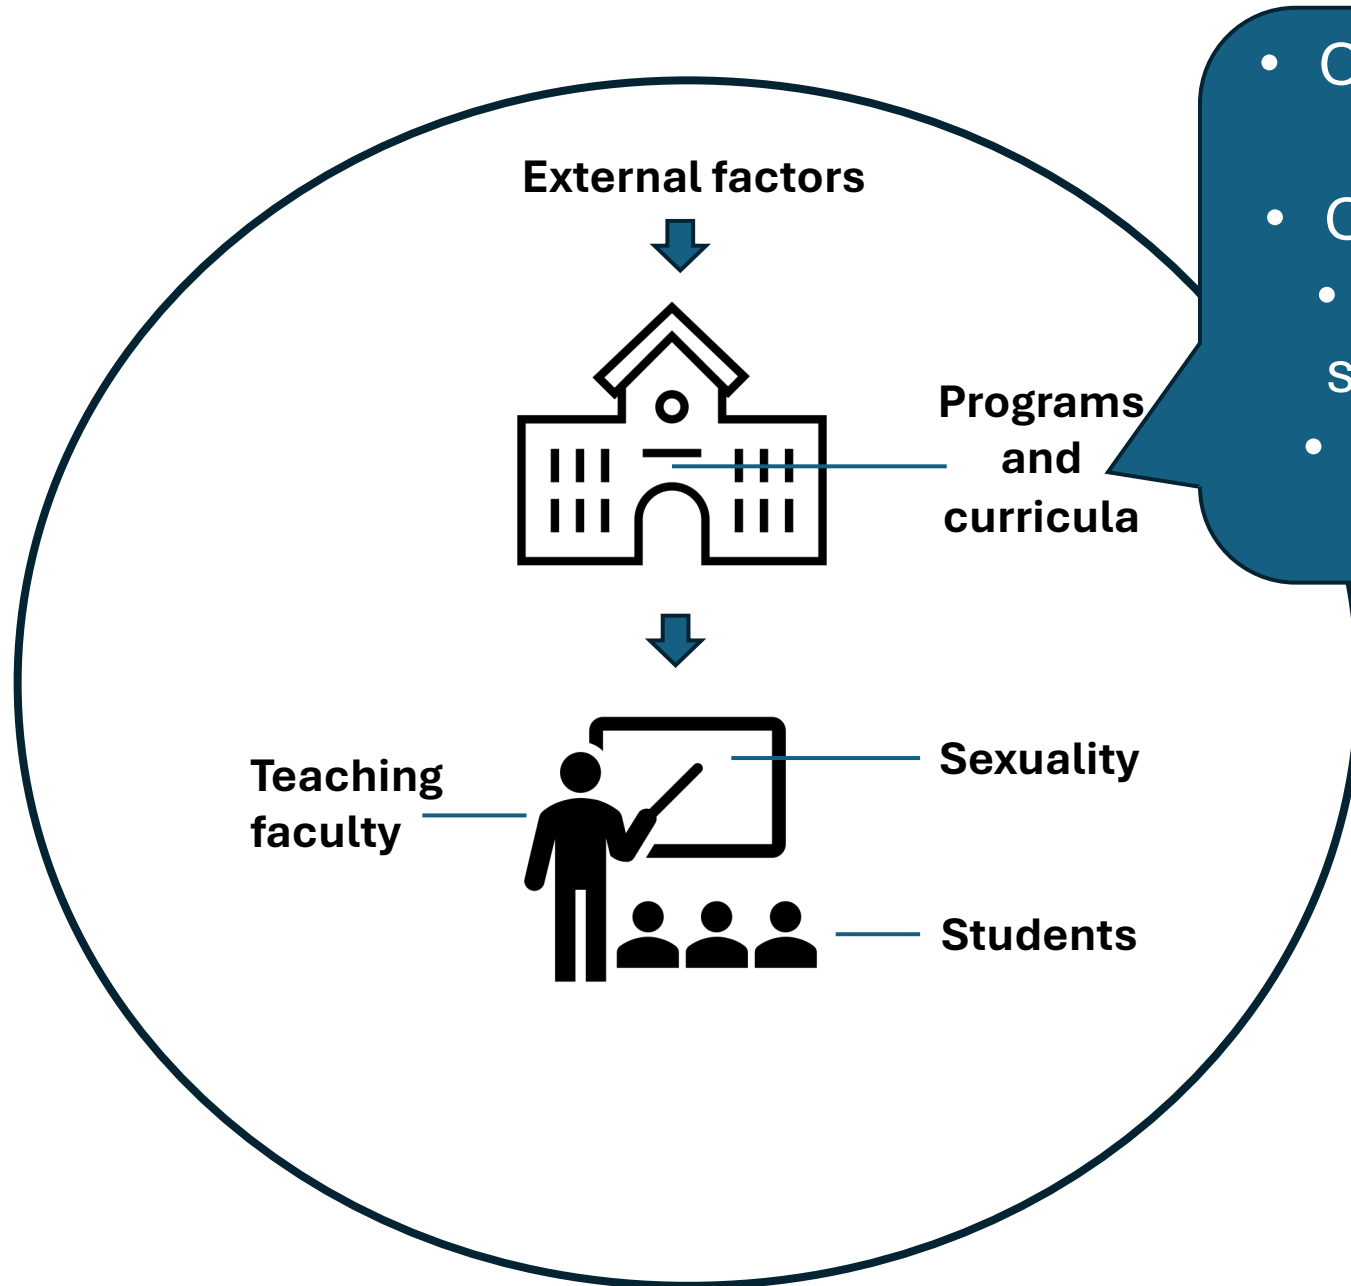 External factors
Programs
and
curricula
Teaching
faculty
Sexuality
Students